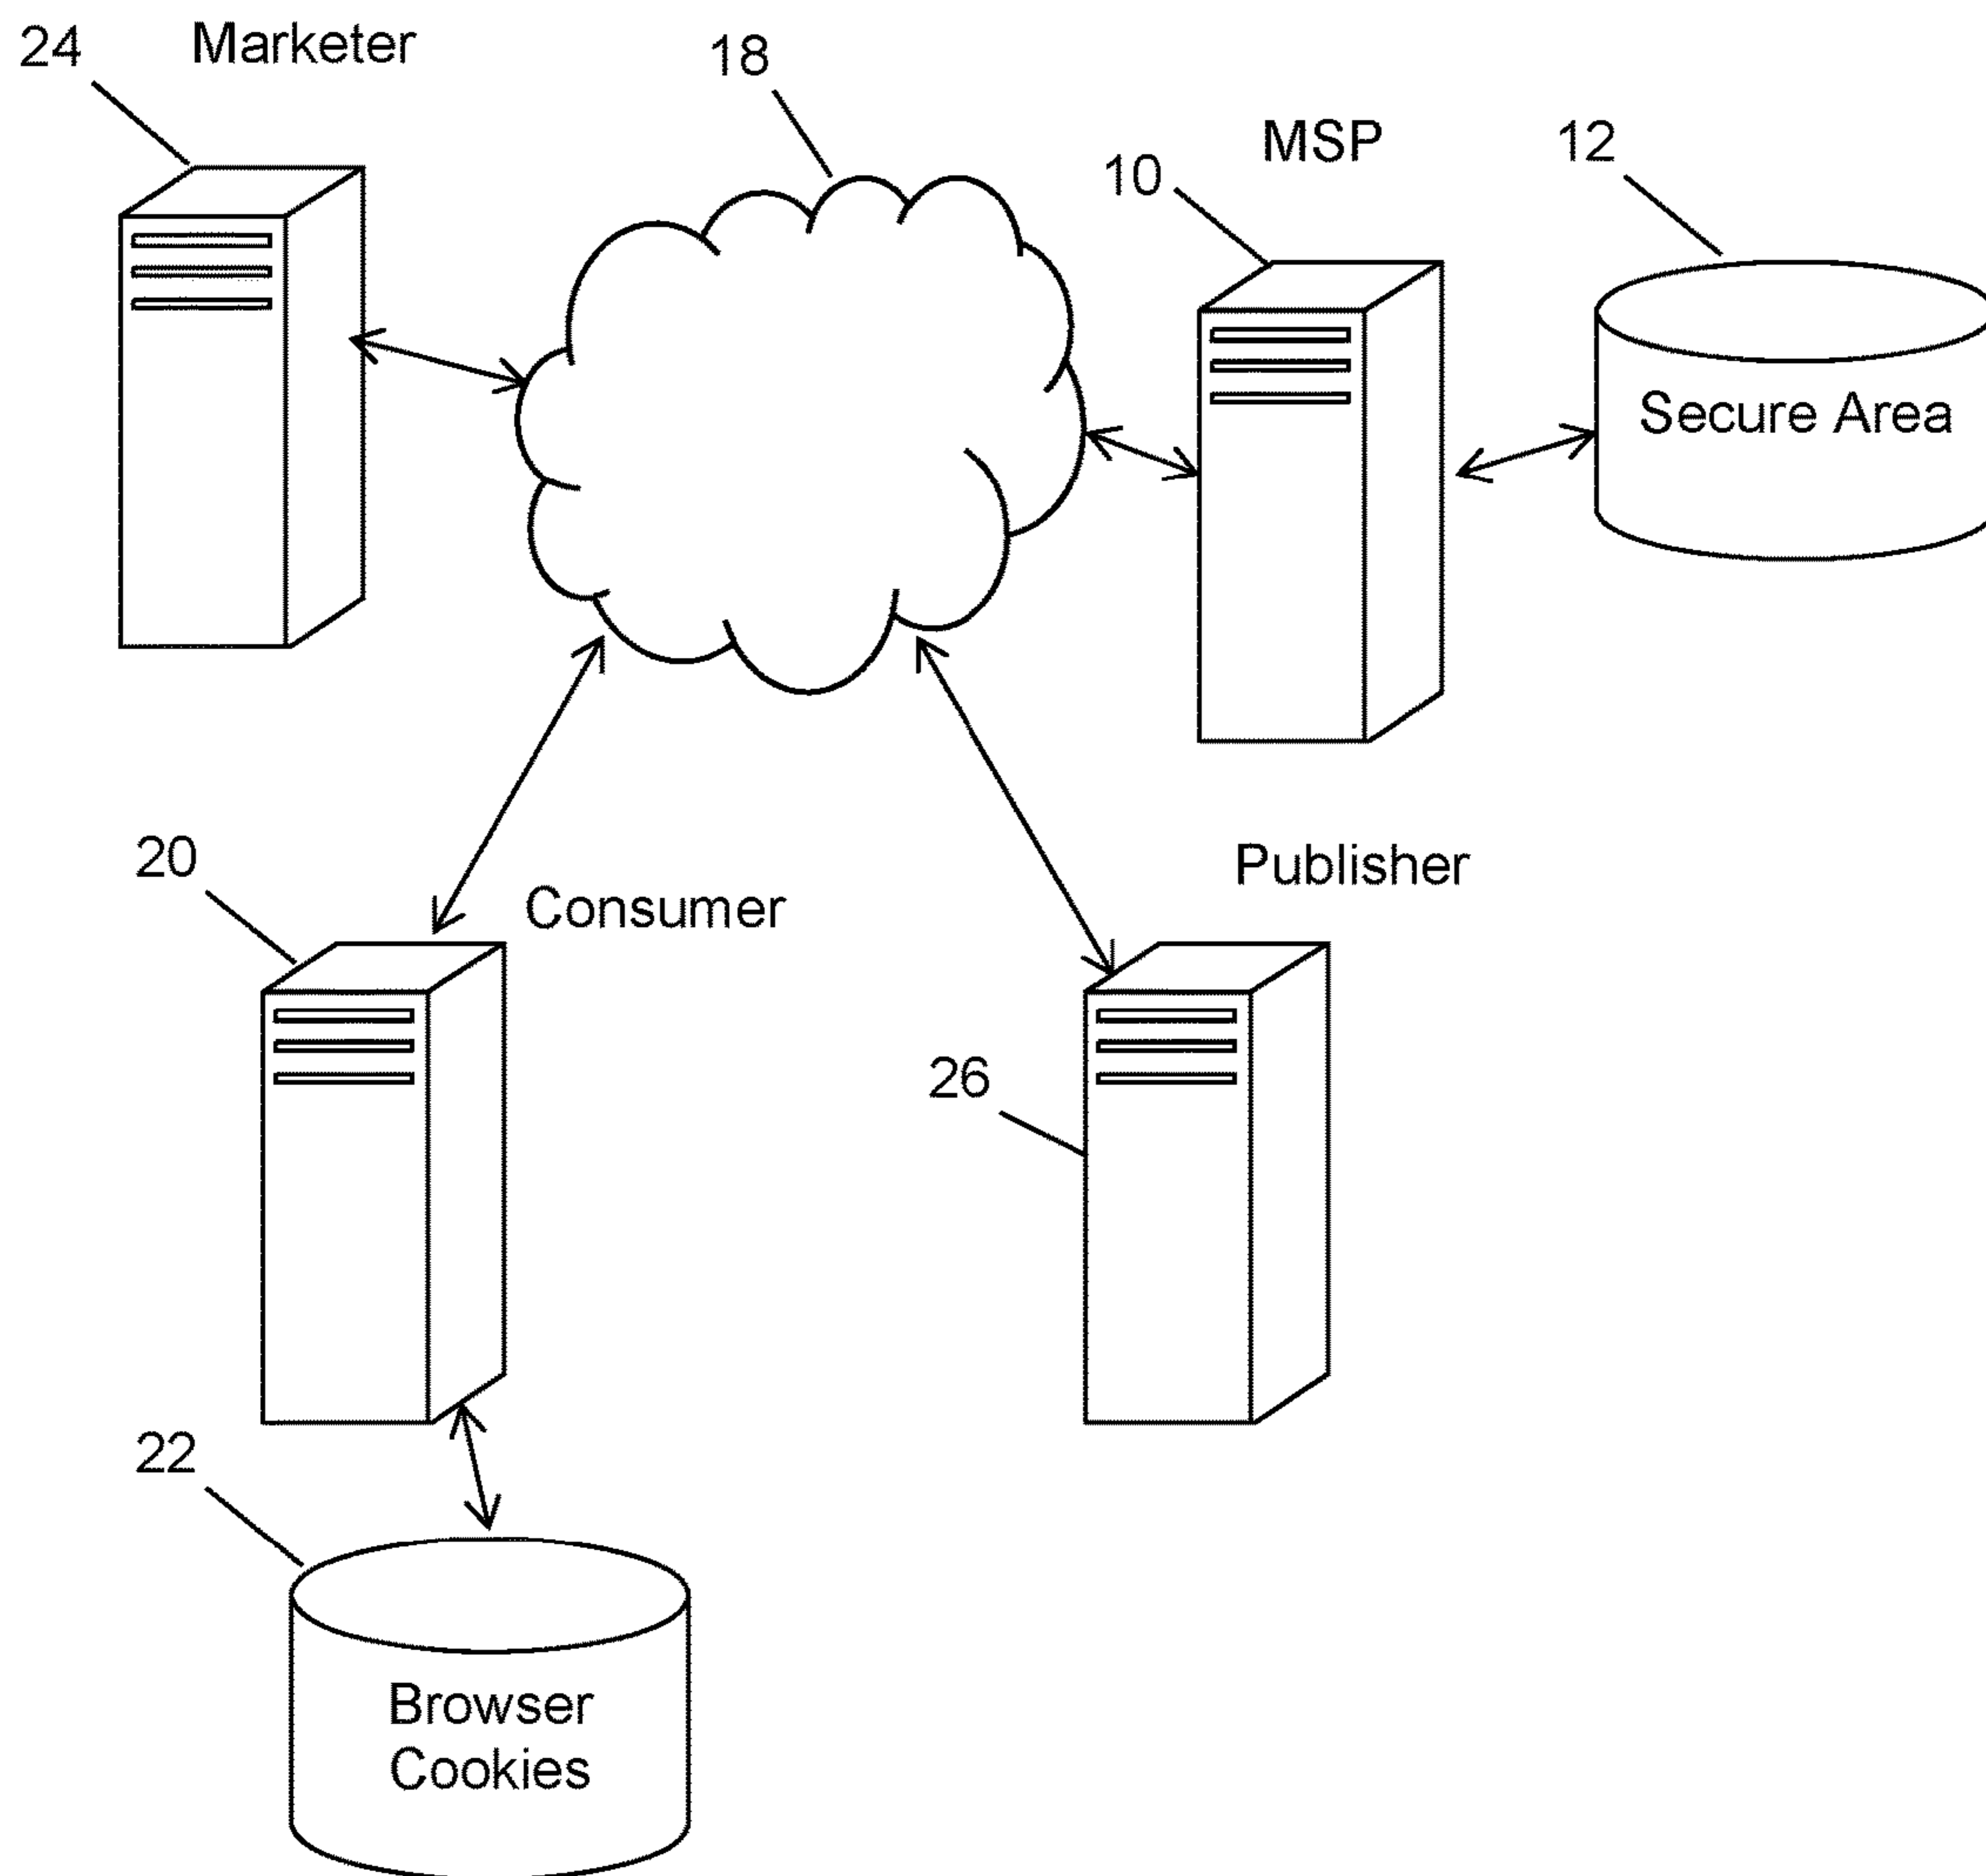 24
Marketer
18
MSP
10
12
Secure Area
20
Consumer
Publisher
26
22
Browser
Cookies